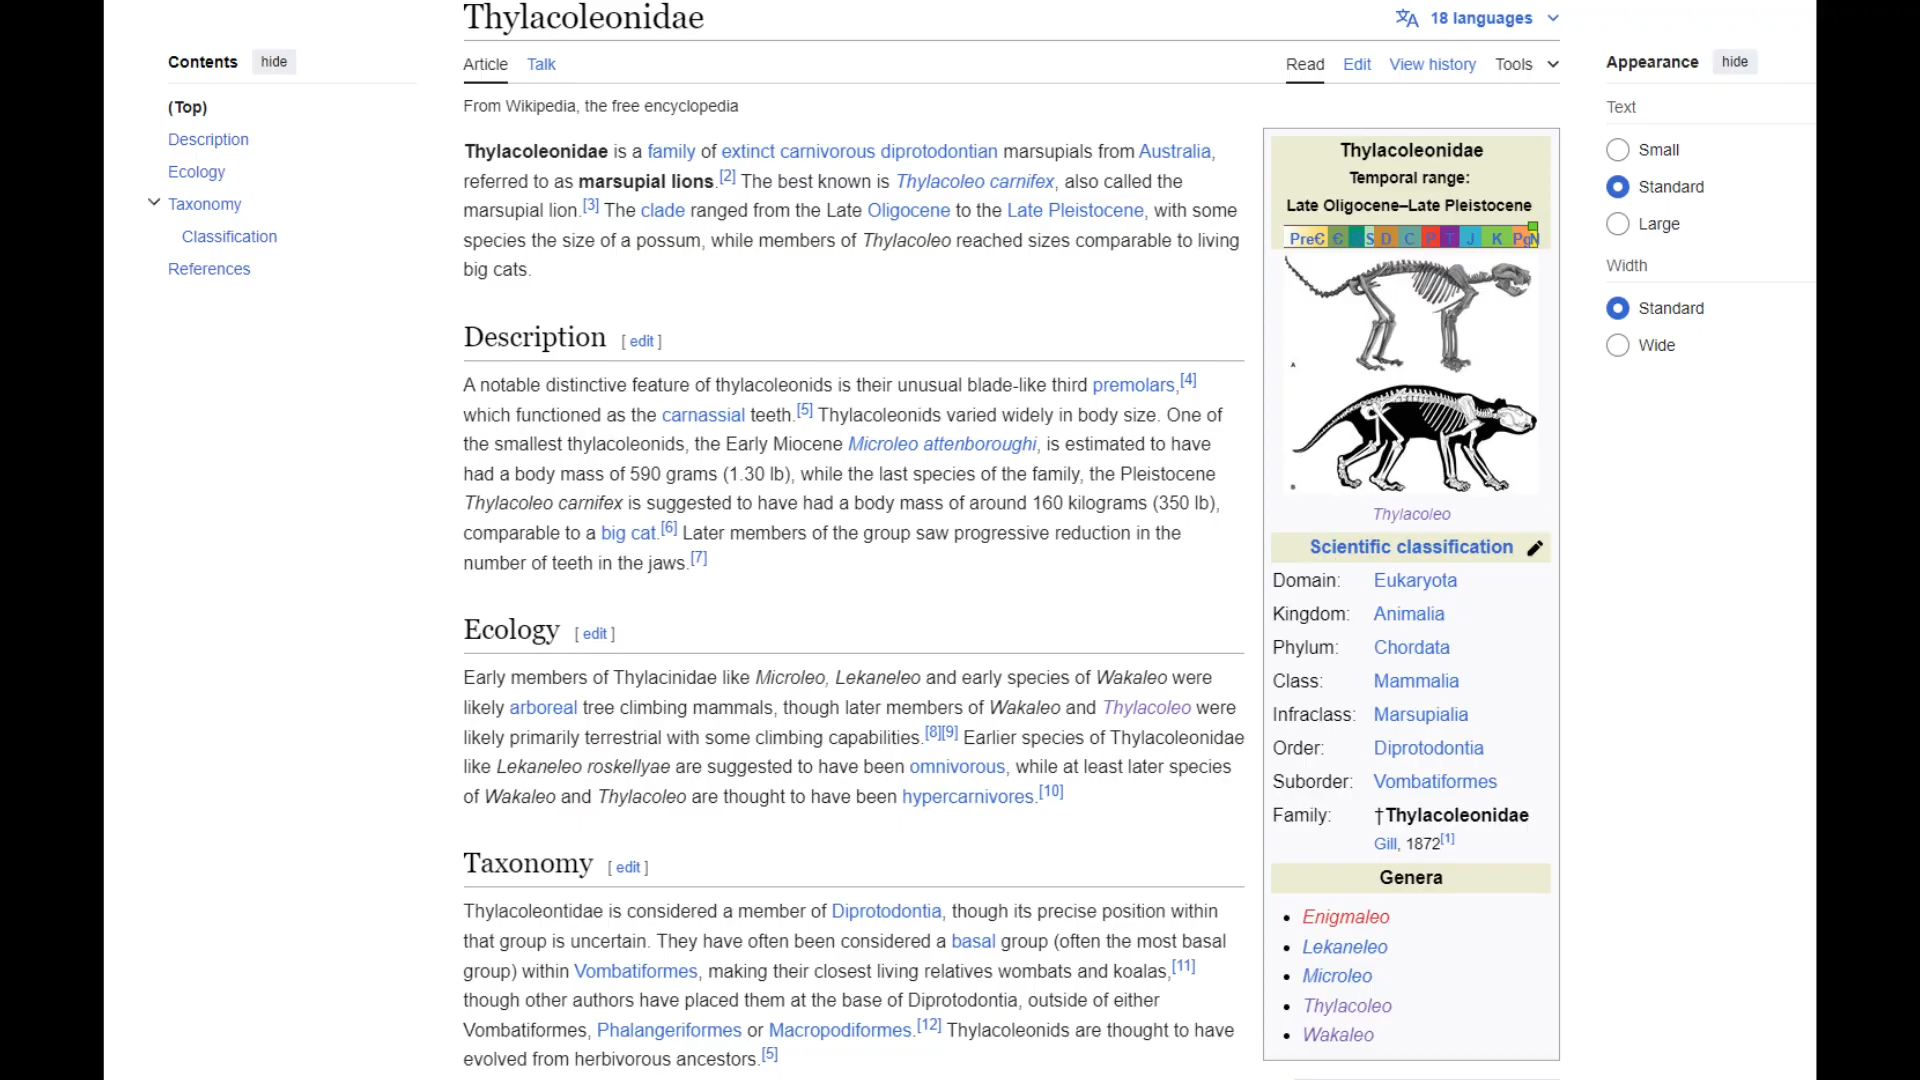 Thylacoleonidae
18 languages
Contents hide
(Top)
Description
Ecology
Taxonomy
Classification
References
Article Talk
Read Edit View history Tools
From Wikipedia, the free encyclopedia
Thylacoleonidae is a family of extinct carnivorous diprotodontian marsupials from Australia,
referred to as marsupial lions.[2] The best known is Thylacoleo carnifex, also called the
marsupial lion.[3] The clade ranged from the Late Oligocene to the Late Pleistocene, with some
species the size of a possum, while members of Thylacoleo reached sizes comparable to living
big cats.
Description [ edit ]
A notable distinctive feature of thylacoleonids is their unusual blade-like third premolars,[4]
which functioned as the carnassial teeth.[5] Thylacoleonids varied widely in body size. One of
the smallest thylacoleonids, the Early Miocene Microleo attenboroughi, is estimated to have
had a body mass of 590 grams (1.30 lb), while the last species of the family, the Pleistocene
Thylacoleo carnifex is suggested to have had a body mass of around 160 kilograms (350 lb),
comparable to a big cat.[6] Later members of the group saw progressive reduction in the
number of teeth in the jaws.[7]
Ecology [ edit ]
Early members of Thylacinidae like Microleo, Lekaneleo and early species of Wakaleo were
likely arboreal tree climbing mammals, though later members of Wakaleo and Thylacoleo were
likely primarily terrestrial with some climbing capabilities.[8][9] Earlier species of Thylacoleonidae
like Lekaneleo roskellyae are suggested to have been omnivorous, while at least later species
of Wakaleo and Thylacoleo are thought to have been hypercarnivores.[10]
Taxonomy [ edit ]
Thylacoleontidae is considered a member of Diprotodontia, though its precise position within
that group is uncertain. They have often been considered a basal group (often the most basal
group) within Vombatiformes, making their closest living relatives wombats and koalas,[11]
though other authors have placed them at the base of Diprotodontia, outside of either
Vombatiformes, Phalangeriformes or Macropodiformes.[12] Thylacoleonids are thought to have
evolved from herbivorous ancestors.[5]
Thylacoleonidae
Temporal range:
Late Oligocene–Late Pleistocene
PreꞒ Ꞓ S D C P T J K Pg N
A
B
Thylacoleo
Scientific classification
Domain: Eukaryota
Kingdom: Animalia
Phylum: Chordata
Class: Mammalia
Infraclass: Marsupialia
Order: Diprotodontia
Suborder: Vombatiformes
Family: †Thylacoleonidae
Gill, 1872[1]
Genera
• Enigmaleo
• Lekaneleo
• Microleo
• Thylacoleo
• Wakaleo
Appearance hide
Text
Small
Standard
Large
Width
Standard
Wide